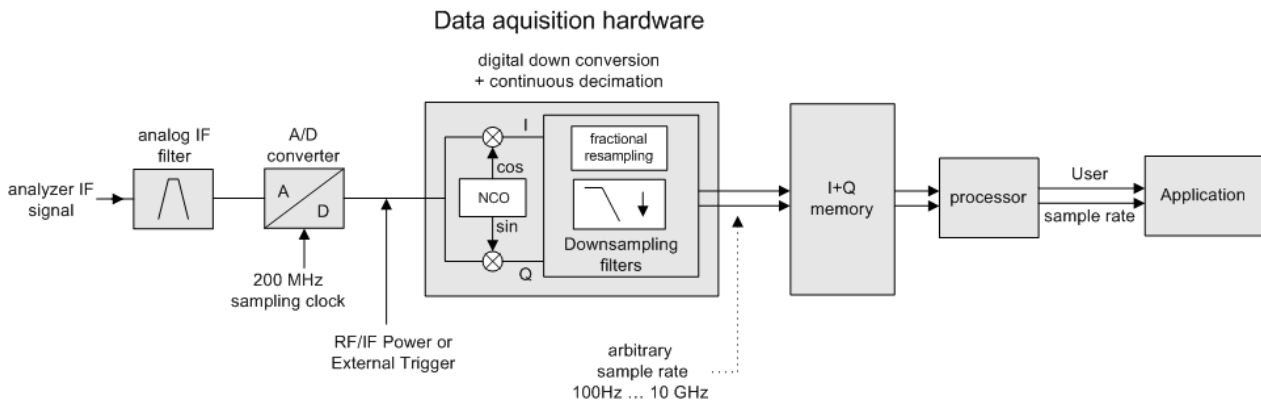 Data aquisition hardware
digital down conversion
+ continuous decimation
analog IF
filter
A/D
converter
analyzer IF
signal
A
D
200 MHz
sampling clock
RF/IF Power or
External Trigger
I
cos
NCO
sin
Q
fractional
resampling
Downsampling
filters
arbitrary
sample rate
100Hz ... 10 GHz
I+Q
memory
processor
User
sample rate
Application